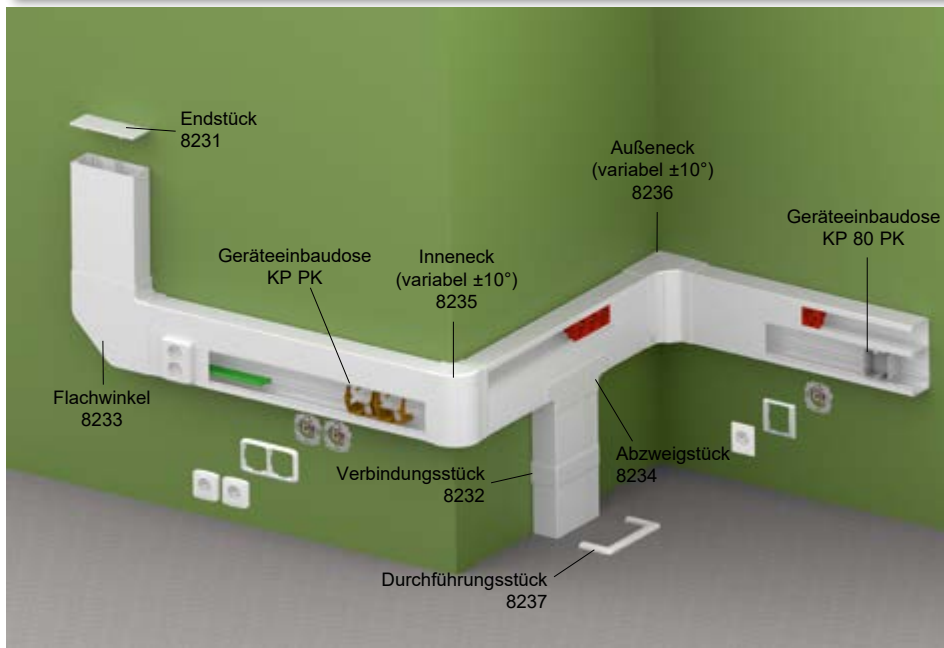 Endstück
8231
Außeneck
(variabel ±10°)
8236
Geräteeinbaudose
KP 80 PK
Geräteeinbaudose
KP PK
Inneneck
(variabel ±10°)
8235
Flachwinkel
8233
Verbindungsstück
8232
Abzweigstück
8234
Durchführungsstück
8237